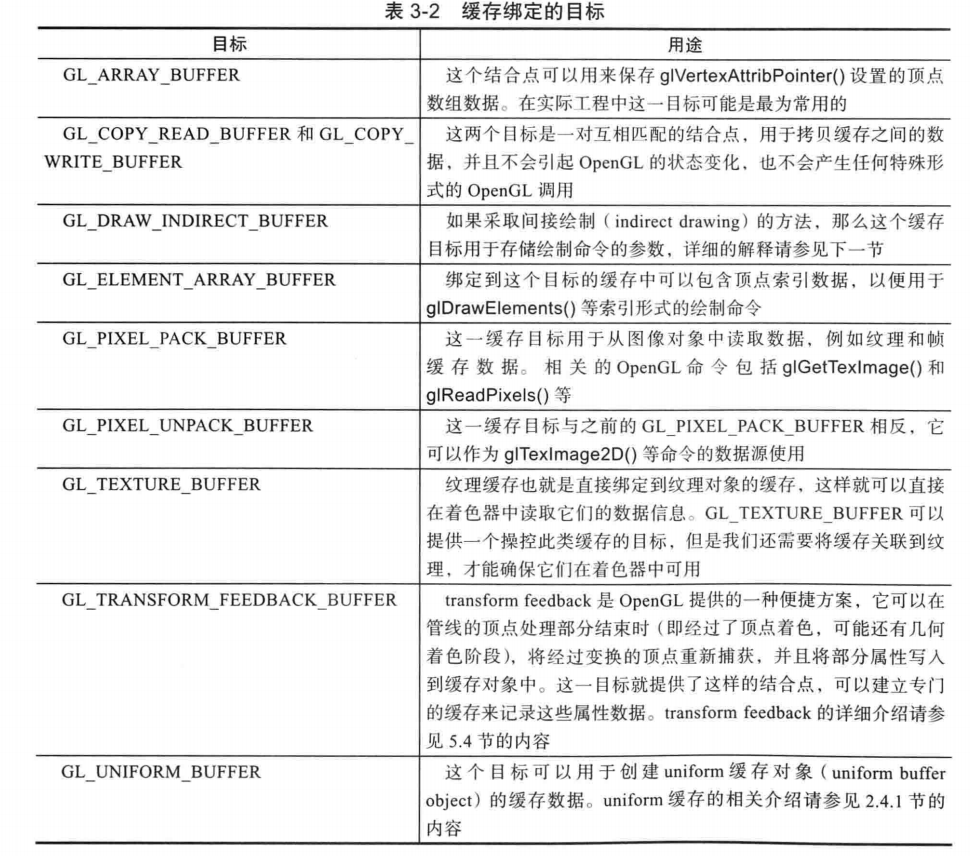 表 3-2 缓存绑定的目标
目标
用途
GL_ARRAY_BUFFER
这个结合点可以用来保存 glVertexAttribPointer() 设置的顶点
数组数据。在实际工程中这一目标可能是最为常用的
GL_COPY_READ_BUFFER 和 GL_COPY_
WRITE_BUFFER
这两个目标是一对互相匹配的结合点，用于拷贝缓存之间的数
据，并且不会引起 OpenGL 的状态变化，也不会产生任何特殊形
式的 OpenGL 调用
GL_DRAW_INDIRECT_BUFFER
如果采取间接绘制（indirect drawing）的方法，那么这个缓存
目标用于存储绘制命令的参数，详细的解释请参见下一节
GL_ELEMENT_ARRAY_BUFFER
绑定到这个目标的缓存中可以包含顶点索引数据，以便用于
glDrawElements() 等索引形式的绘制命令
GL_PIXEL_PACK_BUFFER
这一缓存目标用于从图像对象中读取数据，例如纹理和帧
缓存数据。相关的 OpenGL 命令包括 glGetTexImage() 和
glReadPixels() 等
GL_PIXEL_UNPACK_BUFFER
这一缓存目标与之前的 GL_PIXEL_PACK_BUFFER 相反，它
可以作为 glTexImage2D() 等命令的数据源使用
GL_TEXTURE_BUFFER
纹理缓存也就是直接绑定到纹理对象的缓存，这样就可以直接
在着色器中读取它们的数据信息。GL_TEXTURE_BUFFER 可以
提供一个操控此类缓存的目标，但是我们还需要将缓存关联到纹
理，才能确保它们在着色器中可用
GL_TRANSFORM_FEEDBACK_BUFFER
transform feedback 是 OpenGL 提供的一种便捷方案，它可以在
管线的顶点处理部分结束时（即经过了顶点着色，可能还有几何
着色阶段），将经过变换的顶点重新捕获，并且将部分属性写入
到缓存对象中。这一目标就提供了这样的结合点，可以建立专门
的缓存来记录这些属性数据。transform feedback 的详细介绍请参
见 5.4 节的内容
GL_UNIFORM_BUFFER
这个目标可以用于创建 uniform 缓存对象（uniform buffer
object）的缓存数据。uniform 缓存的相关介绍请参见 2.4.1 节的
内容